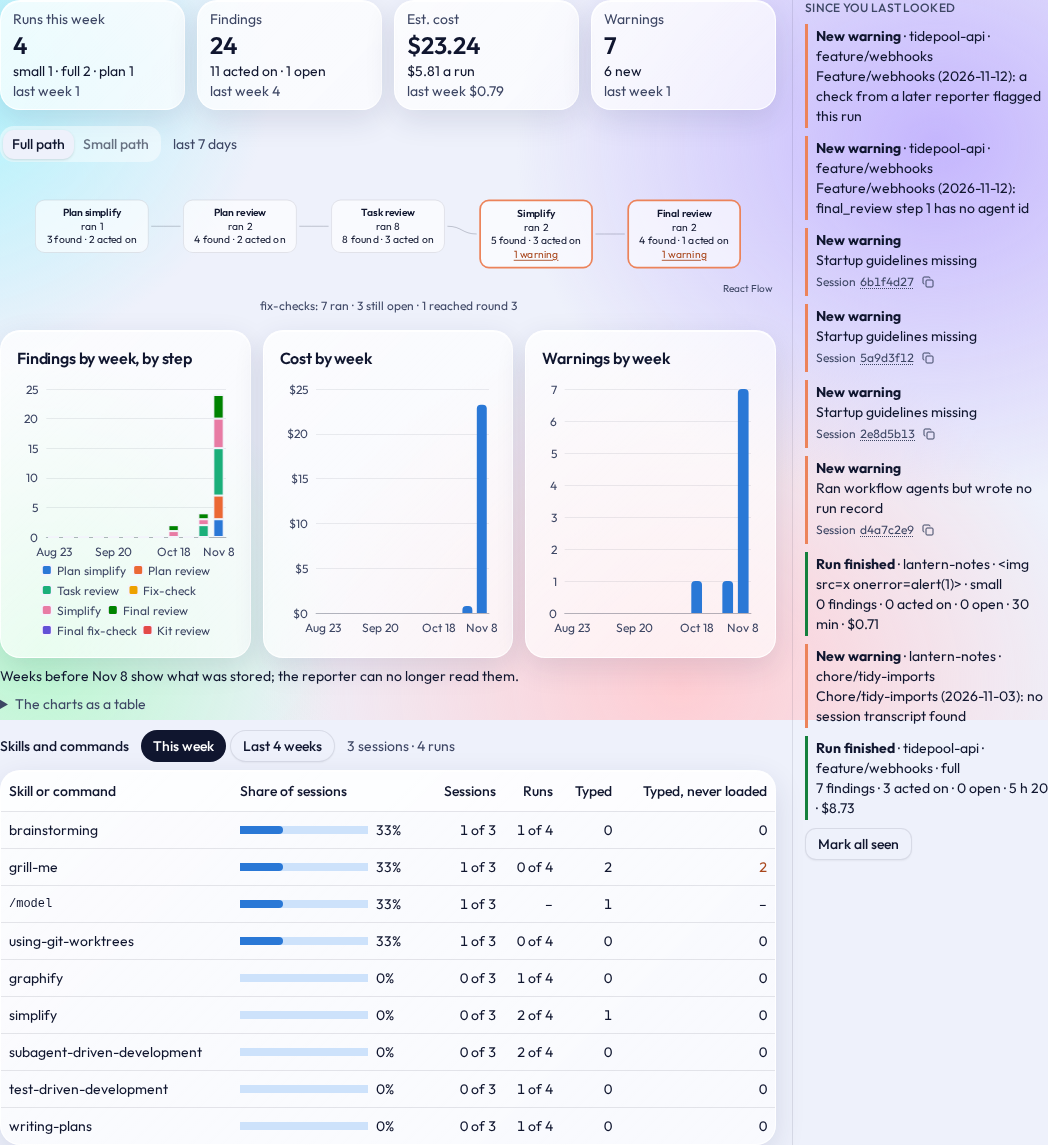 Runs this week
4
small 1 · full 2 · plan 1
last week 1
Findings
24
11 acted on · 1 open
last week 4
Est. cost
$23.24
$5.81 a run
last week $0.79
Warnings
7
6 new
last week 1
Full path
Small path
last 7 days
Plan simplify
ran 1
3 found · 2 acted on
Plan review
ran 2
4 found · 2 acted on
Task review
ran 8
8 found · 3 acted on
Simplify
ran 2
5 found · 3 acted on
1 warning
Final review
ran 2
4 found · 1 acted on
1 warning
React Flow
fix-checks: 7 ran · 3 still open · 1 reached round 3
Findings by week, by step
25
20
15
10
5
0
Aug 23 Sep 20 Oct 18 Nov 8
Plan simplify Plan review
Task review Fix-check
Simplify Final review
Final fix-check Kit review
Cost by week
$25
$20
$15
$10
$5
$0
Aug 23 Sep 20 Oct 18 Nov 8
Warnings by week
7
6
5
4
3
2
1
0
Aug 23 Sep 20 Oct 18 Nov 8
Weeks before Nov 8 show what was stored; the reporter can no longer read them.
The charts as a table
Skills and commands This week Last 4 weeks 3 sessions · 4 runs
Skill or command Share of sessions Sessions Runs Typed Typed, never loaded
brainstorming 33% 1 of 3 1 of 4 0 0
grill-me 33% 1 of 3 0 of 4 2 2
/model 33% 1 of 3 – 1 –
using-git-worktrees 33% 1 of 3 0 of 4 0 0
graphify 0% 0 of 3 1 of 4 0 0
simplify 0% 0 of 3 2 of 4 1 0
subagent-driven-development 0% 0 of 3 2 of 4 0 0
test-driven-development 0% 0 of 3 1 of 4 0 0
writing-plans 0% 0 of 3 1 of 4 0 0
SINCE YOU LAST LOOKED
New warning · tidepool-api ·
feature/webhooks
Feature/webhooks (2026-11-12): a
check from a later reporter flagged
this run
New warning · tidepool-api ·
feature/webhooks
Feature/webhooks (2026-11-12):
final_review step 1 has no agent id
New warning
Startup guidelines missing
Session 6b1f4d27
New warning
Startup guidelines missing
Session 5a9d3f12
New warning
Startup guidelines missing
Session 2e8d5b13
New warning
Ran workflow agents but wrote no
run record
Session d4a7c2e9
Run finished · lantern-notes · <img
src=x onerror=alert(1)> · small
0 findings · 0 acted on · 0 open · 30
min · $0.71
New warning · lantern-notes ·
chore/tidy-imports
Chore/tidy-imports (2026-11-03): no
session transcript found
Run finished · tidepool-api ·
feature/webhooks · full
7 findings · 3 acted on · 0 open · 5 h 20
· $8.73
Mark all seen